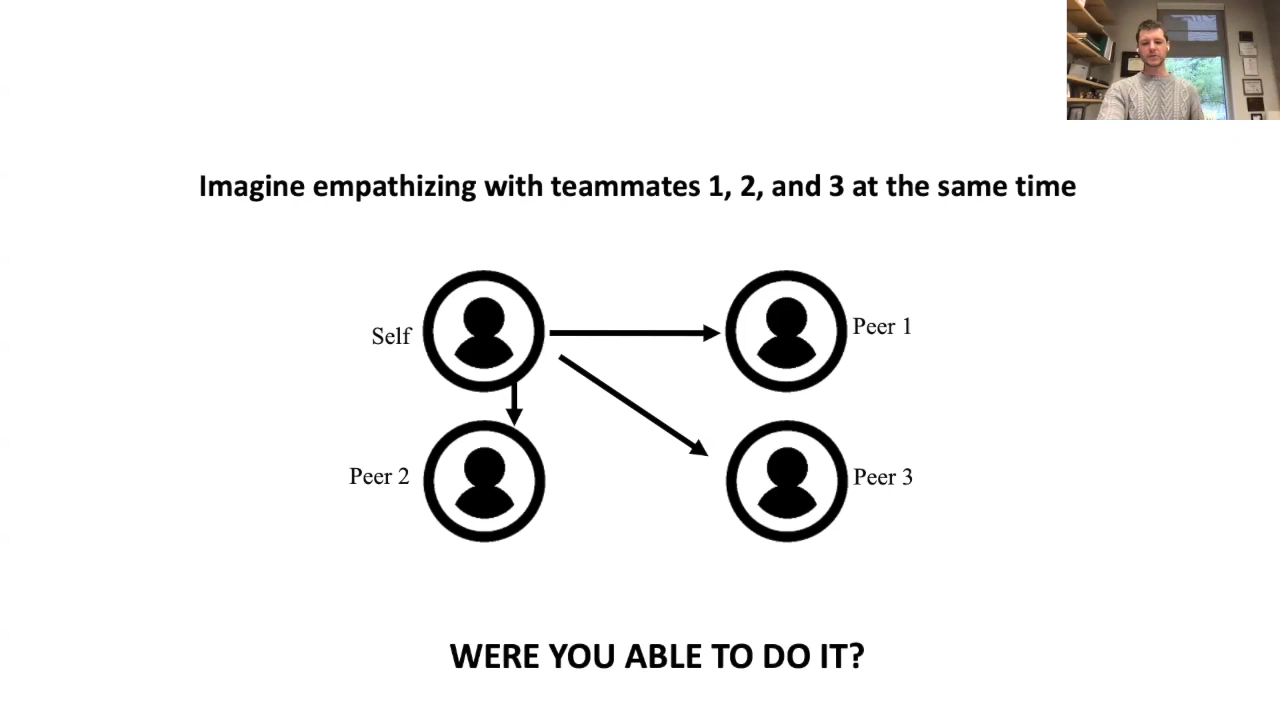 Imagine empathizing with teammates 1, 2, and 3 at the same time
Self
Peer 1
Peer 2
Peer 3
WERE YOU ABLE TO DO IT?